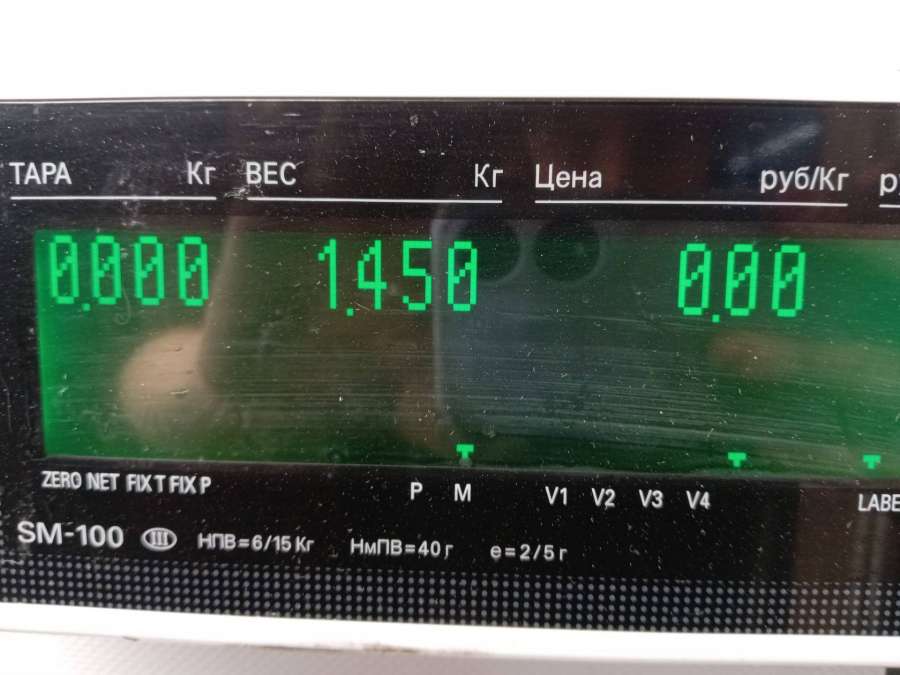 ТАРА Кг ВЕС Кг Цена руб/Кг
0.000 1.450 0.00
ZERO NET FIX T FIX P P M V1 V2 V3 V4
SM-100 III НПВ=6/15 Кг НмПВ=40 г e=2/5 г